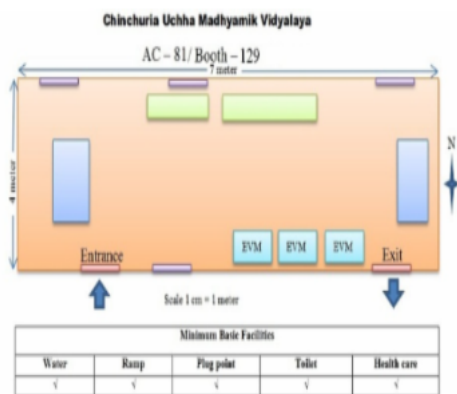 Chinchuria Uchha Madhyamik Vidyalaya
AC – 81/ Booth – 129
7 meter
4 meter
N
EVM EVM EVM
Entrance
Exit
Scale 1 cm = 1 meter
Minimum Basic Facilities
Water Ramp Plug point Toilet Health care
√ √ √ √ √